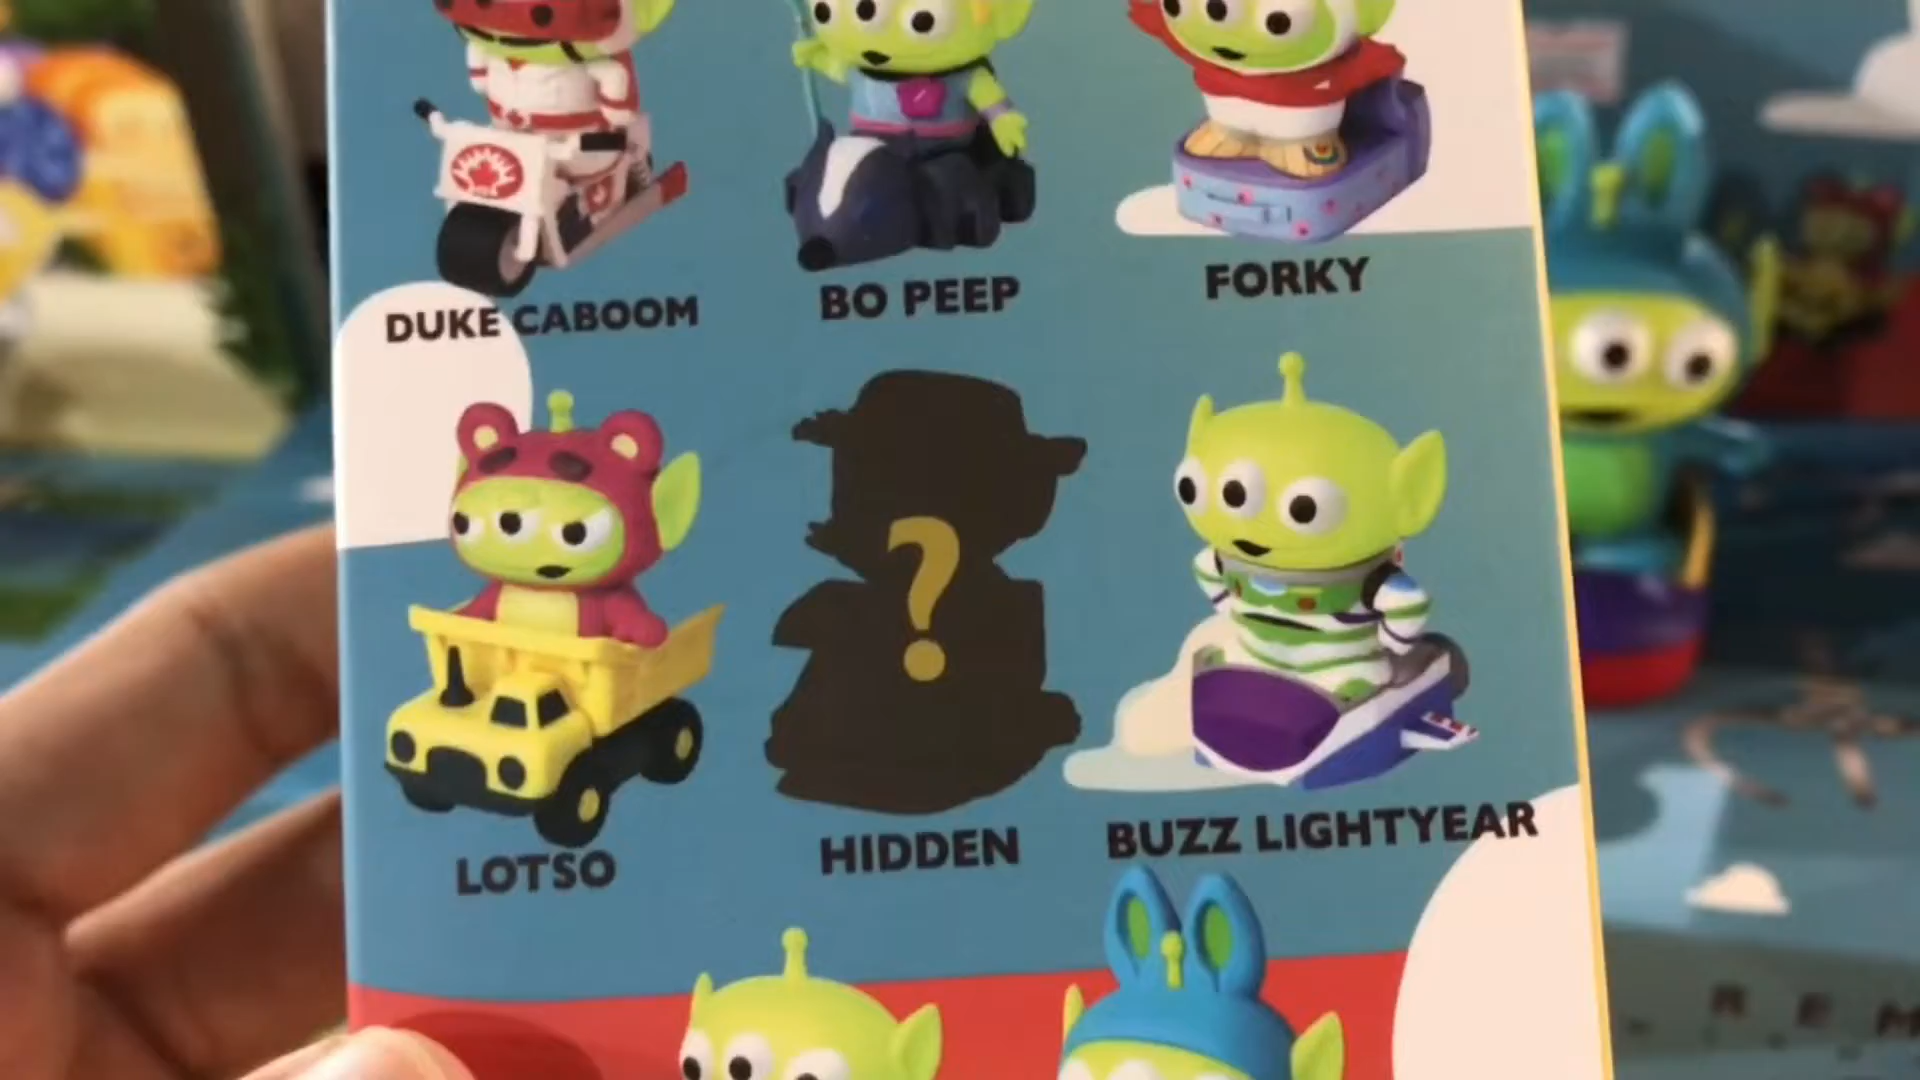 DUKE CABOOM
BO PEEP
FORKY
LOTSO
?
HIDDEN
BUZZ LIGHTYEAR
R E M